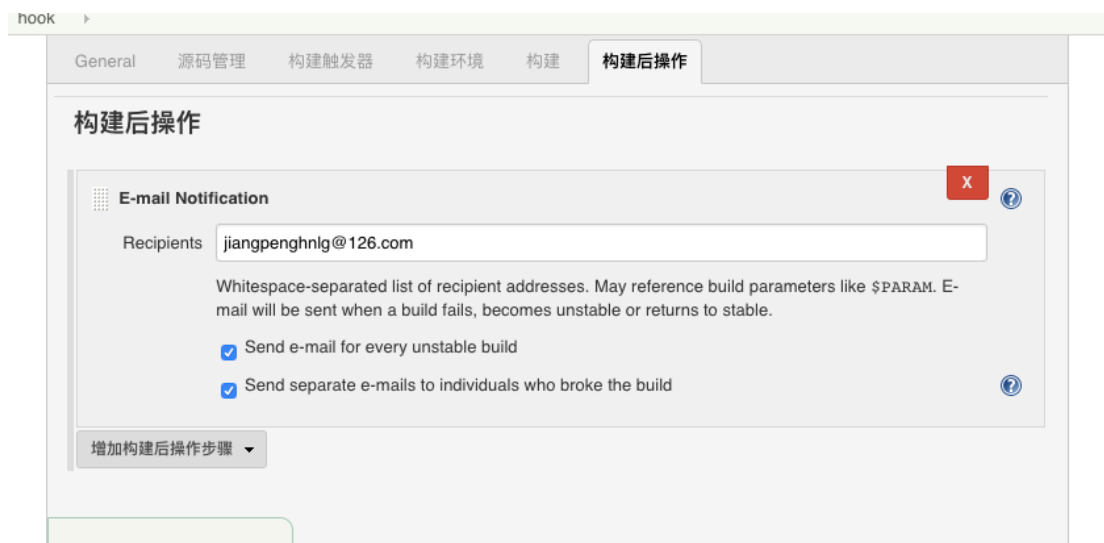 hook
General 源码管理 构建触发器 构建环境 构建 构建后操作
构建后操作
X
E-mail Notification
Recipients jiangpenghnlg@126.com
Whitespace-separated list of recipient addresses. May reference build parameters like $PARAM. E-
mail will be sent when a build fails, becomes unstable or returns to stable.
Send e-mail for every unstable build
Send separate e-mails to individuals who broke the build
增加构建后操作步骤